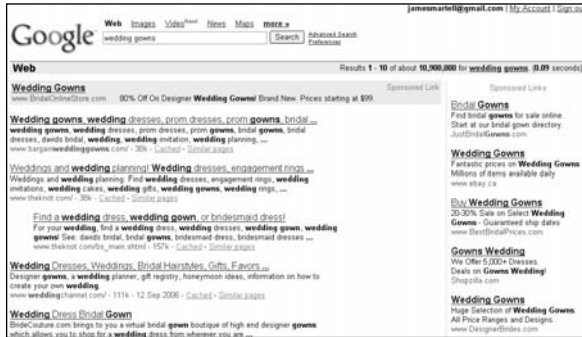 jamesmartell@gmail.com | My Account | Sign ou
Web Images Video New! News Maps more »
Google
wedding gowns
Search
Advanced Search
Preferences
Web
Results 1 - 10 of about 10,900,000 for wedding gowns. (0.09 seconds)
Wedding Gowns
Sponsored Link
www.BridalOnlineStore.com 80% Off On Designer Wedding Gowns! Brand New. Prices starting at $99.
Wedding gowns, wedding dresses, prom dresses, prom gowns, bridal ...
wedding gowns, wedding dresses, prom dresses, prom gowns, bridal gowns, bridal
dresses, davids bridal, wedding, wedding invitation, wedding planning, ...
www.bargainweddinggowns.com/ - 38k - Cached - Similar pages
Weddings and wedding planning! Wedding dresses, engagement rings ...
Weddings and wedding planning. Find wedding dresses, engagement rings, wedding
invitations, wedding cakes, wedding gifts, wedding gowns, wedding rings, ...
www.theknot.com/ - 38k - Cached - Similar pages
Find a wedding dress, wedding gown, or bridesmaid dress!
For your wedding, find a wedding dress, wedding dresses, wedding gown, wedding
gowns! See: davids bridal, bridal gowns, bridesmaid dress, bridesmaid dresses ...
www.theknot.com/bx_main.shtml - 157k - Cached - Similar pages
Wedding Dresses, Weddings, Bridal Hairstyles, Gifts, Favors ...
Designer gowns, a wedding planner, gift registry, honeymoon ideas, information on how to
create your own wedding.
www.weddingchannel.com/ - 111k - 12 Sep 2006 - Cached - Similar pages
Wedding Dress Bridal Gown
BrideCouture.com brings to you a virtual bridal gown boutique of high end designer gowns
which allows you to shop for a wedding dress from wherever you are ...
Sponsored Links
Bridal Gowns
Find bridal gowns for sale online.
Start at our bridal gown directory.
JustBridalGowns.com
Wedding Gowns
Fantastic prices on Wedding Gowns
Millions of items available daily
www.ebay.ca
Buy Wedding Gowns
20-30% Sale on Select Wedding
Gowns - Guaranteed ship dates
www.BestBridalPrices.com
Gowns Wedding
We Offer 5,000+ Dresses.
Deals on Gowns Wedding!
Shopzilla.com
Wedding Gowns
Huge Selection of Wedding Gowns
All Price Ranges and Designs.
www.DesignerBrides.com